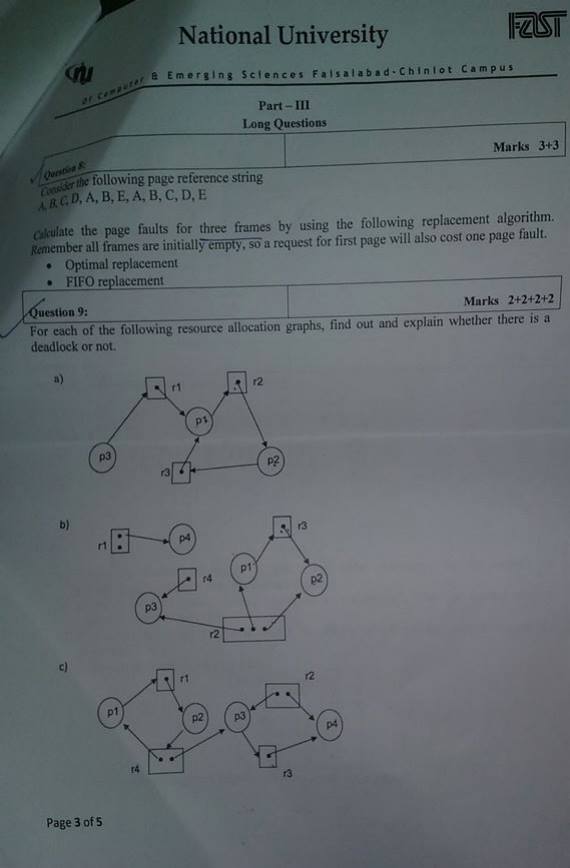 National University
FAST
nu
Of Computer & Emerging Sciences Faisalabad-Chiniot Campus
Part – III
Long Questions
Question 8:
Marks 3+3
Consider the following page reference string
A, B, C, D, A, B, E, A, B, C, D, E
Calculate the page faults for three frames by using the following replacement algorithm.
Remember all frames are initially empty, so a request for first page will also cost one page fault.
• Optimal replacement
• FIFO replacement
Question 9:
Marks 2+2+2+2
For each of the following resource allocation graphs, find out and explain whether there is a
deadlock or not.
a)
r1
r2
p1
p3
r3
p2
b)
r3
r1
p4
p1
r4
p2
p3
r2
c)
r1
r2
p1
p2
p3
p4
r4
r3
Page 3 of 5